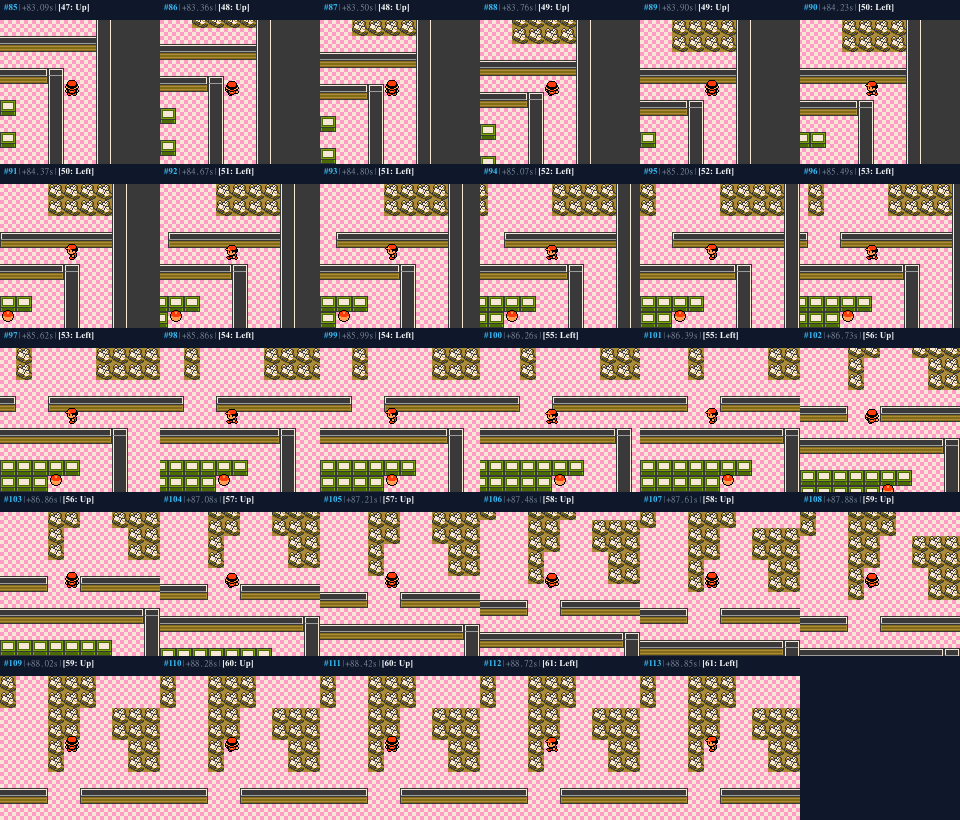 #85|+83.09s|[47: Up] #86|+83.36s|[48: Up] #87|+83.50s|[48: Up] #88|+83.76s|[49: Up] #89|+83.90s|[49: Up] #90|+84.23s|[50: Left]
#91|+84.37s|[50: Left] #92|+84.67s|[51: Left] #93|+84.80s|[51: Left] #94|+85.07s|[52: Left] #95|+85.20s|[52: Left] #96|+85.49s|[53: Left]
#97|+85.62s|[53: Left] #98|+85.86s|[54: Left] #99|+85.99s|[54: Left] #100|+86.26s|[55: Left] #101|+86.39s|[55: Left] #102|+86.73s|[56: Up]
#103|+86.86s|[56: Up] #104|+87.08s|[57: Up] #105|+87.21s|[57: Up] #106|+87.48s|[58: Up] #107|+87.61s|[58: Up] #108|+87.88s|[59: Up]
#109|+88.02s|[59: Up] #110|+88.28s|[60: Up] #111|+88.42s|[60: Up] #112|+88.72s|[61: Left] #113|+88.85s|[61: Left]